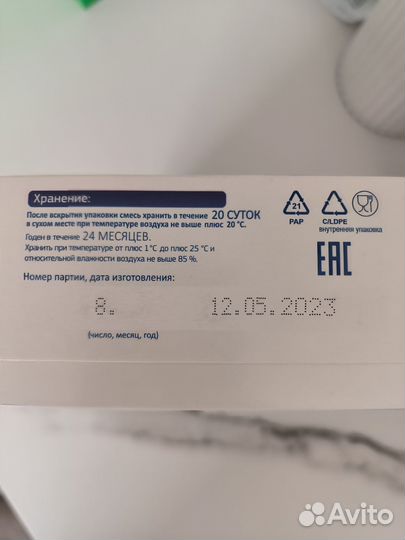 Хранение:
После вскрытия упаковки смесь хранить в течение 20 СУТОК
в сухом месте при температуре воздуха не выше плюс 20 °С.
Годен в течение 24 МЕСЯЦЕВ.
Хранить при температуре от плюс 1°С до плюс 25 °С и
относительной влажности воздуха не выше 85 %.
Номер партии, дата изготовления:
8. 12.05.2023
(число, месяц, год)
21
PAP
C/LDPE
внутренняя упаковка
EAC
Avito